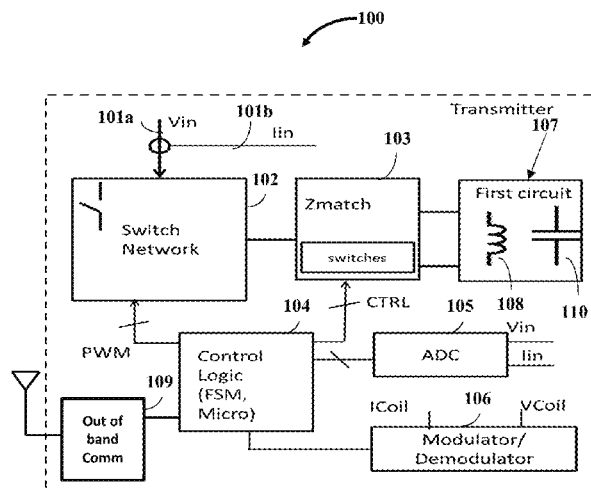 100
Transmitter
101a
Vin
101b
Iin
107
103
102
Zmatch
First circuit
Switch
Network
switches
108
110
104
CTRL
105
PWM
Vin
Control
Logic
(FSM,
Micro)
ADC
Iin
109
Out of
band
Comm
ICoil
106
VCoil
Modulator/
Demodulator